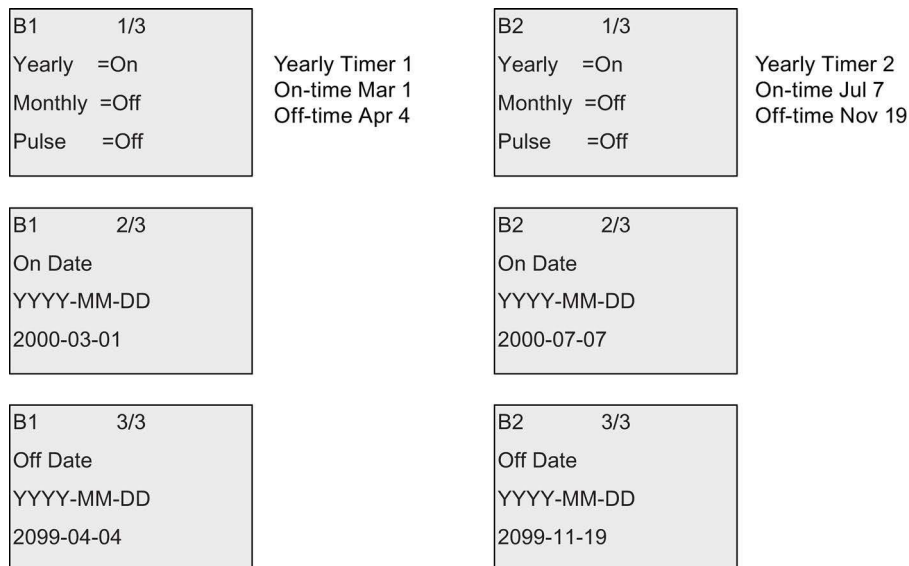 B1 1/3
Yearly =On
Monthly =Off
Pulse =Off
Yearly Timer 1
On-time Mar 1
Off-time Apr 4
B2 1/3
Yearly =On
Monthly =Off
Pulse =Off
Yearly Timer 2
On-time Jul 7
Off-time Nov 19
B1 2/3
On Date
YYYY-MM-DD
2000-03-01
B2 2/3
On Date
YYYY-MM-DD
2000-07-07
B1 3/3
Off Date
YYYY-MM-DD
2099-04-04
B2 3/3
Off Date
YYYY-MM-DD
2099-11-19